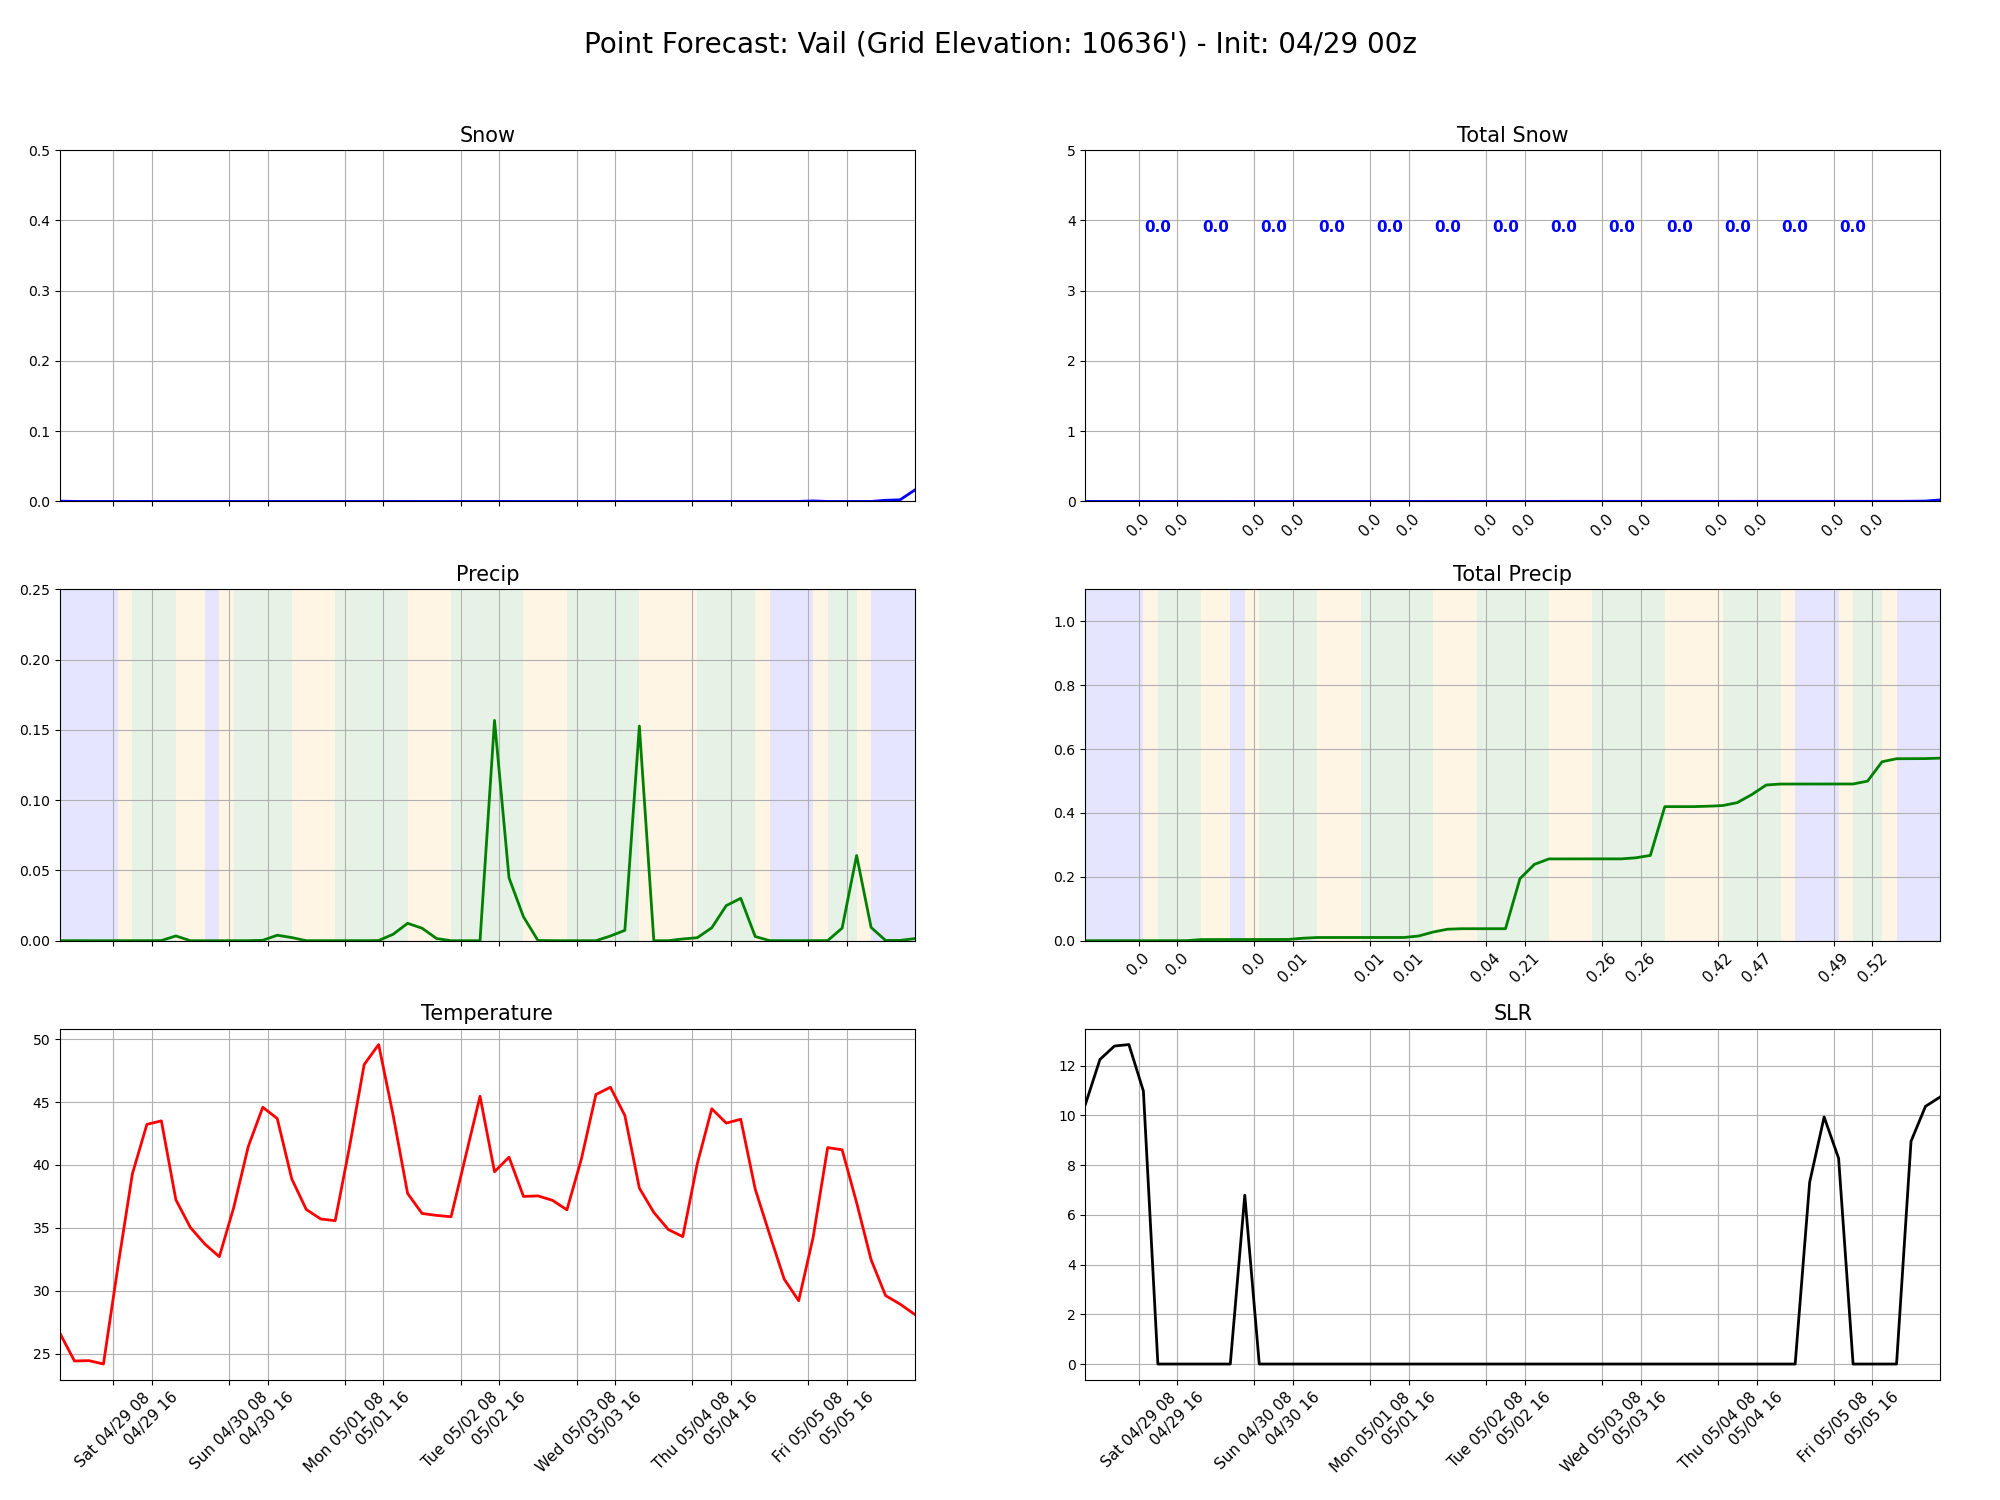 Point Forecast: Vail (Grid Elevation: 10636') - Init: 04/29 00z
Snow
0.5
0.4
0.3
0.2
0.1
0.0
Total Snow
5
4
3
2
1
0
0.0 0.0 0.0 0.0 0.0 0.0 0.0 0.0 0.0 0.0 0.0 0.0 0.0
0.0 0.0 0.0 0.0 0.0 0.0 0.0 0.0 0.0 0.0 0.0 0.0 0.0 0.0
Precip
0.25
0.20
0.15
0.10
0.05
0.00
Total Precip
1.0
0.8
0.6
0.4
0.2
0.0
0.0 0.0 0.0 0.01 0.01 0.01 0.04 0.21 0.26 0.26 0.42 0.47 0.49 0.52
Temperature
50
45
40
35
30
25
Sat 04/29 08
04/29 16
Sun 04/30 08
04/30 16
Mon 05/01 08
05/01 16
Tue 05/02 08
05/02 16
Wed 05/03 08
05/03 16
Thu 05/04 08
05/04 16
Fri 05/05 08
05/05 16
SLR
12
10
8
6
4
2
0
Sat 04/29 08
04/29 16
Sun 04/30 08
04/30 16
Mon 05/01 08
05/01 16
Tue 05/02 08
05/02 16
Wed 05/03 08
05/03 16
Thu 05/04 08
05/04 16
Fri 05/05 08
05/05 16